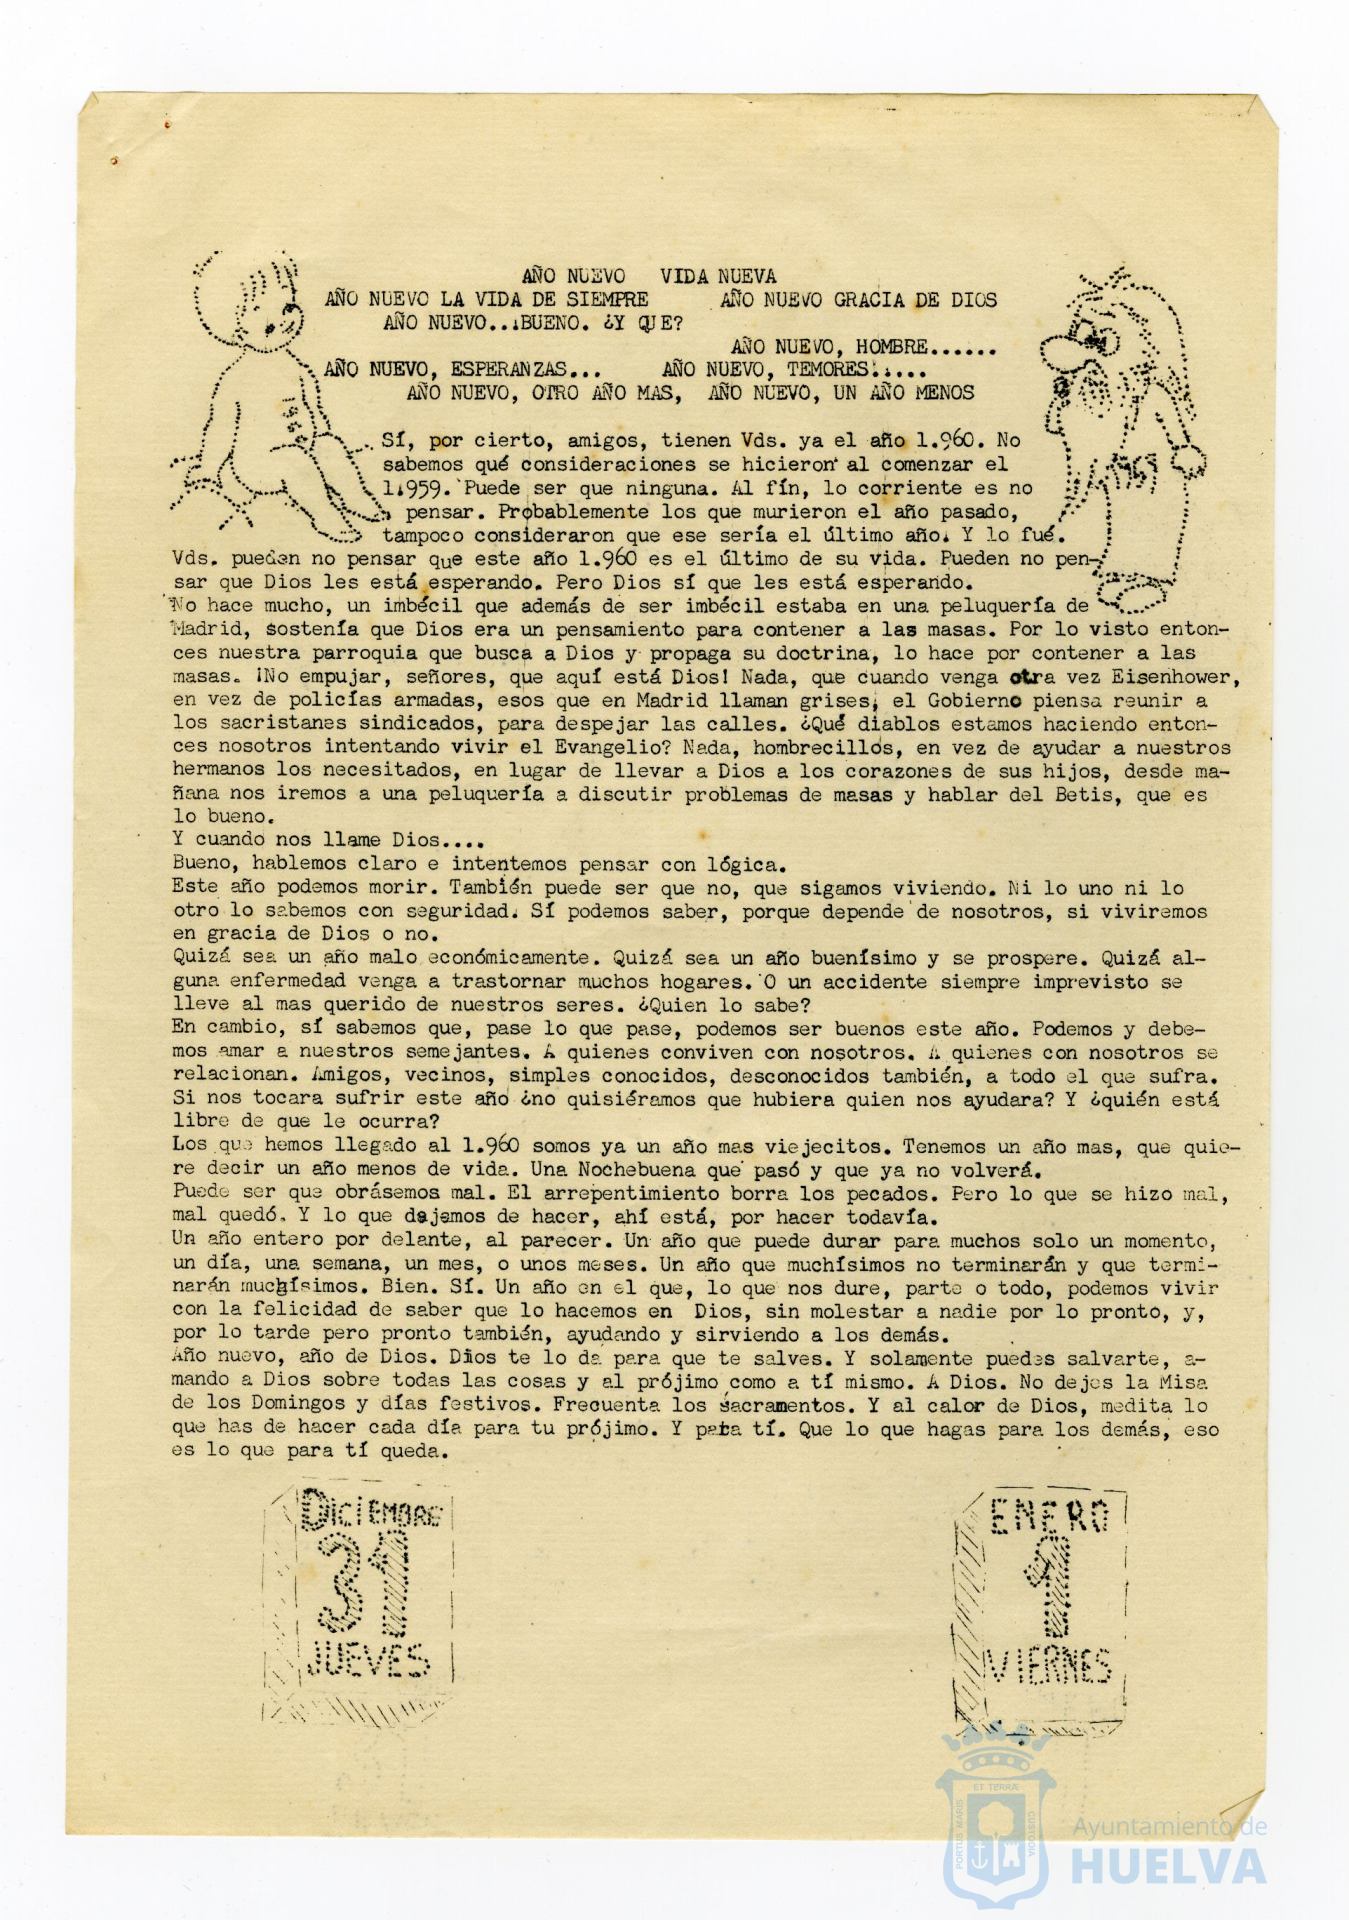 AÑO NUEVO VIDA NUEVA
AÑO NUEVO LA VIDA DE SIEMPRE AÑO NUEVO GRACIA DE DIOS
AÑO NUEVO..¡BUENO. ¿Y QUE?
AÑO NUEVO, HOMBRE......
AÑO NUEVO, ESPERANZAS... AÑO NUEVO, TEMORES.....
AÑO NUEVO, OTRO AÑO MAS, AÑO NUEVO, UN AÑO MENOS
1960
1959
Sí, por cierto, amigos, tienen Vds. ya el año 1.960. No
sabemos qué consideraciones se hicieron al comenzar el
1.959. Puede ser que ninguna. Al fín, lo corriente es no
pensar. Probablemente los que murieron el año pasado,
tampoco consideraron que ese sería el último año. Y lo fué.
Vds. pueden no pensar que este año 1.960 es el último de su vida. Pueden no pen-
sar que Dios les está esperando. Pero Dios sí que les está esperando.
No hace mucho, un imbécil que además de ser imbécil estaba en una peluquería de
Madrid, sostenía que Dios era un pensamiento para contener a las masas. Por lo visto enton-
ces nuestra parroquia que busca a Dios y propaga su doctrina, lo hace por contener a las
masas. ¡No empujar, señores, que aquí está Dios! Nada, que cuando venga otra vez Eisenhower,
en vez de policías armadas, esos que en Madrid llaman grises, el Gobierno piensa reunir a
los sacristanes sindicados, para despejar las calles. ¿Qué diablos estamos haciendo enton-
ces nosotros intentando vivir el Evangelio? Nada, hombrecillos, en vez de ayudar a nuestros
hermanos los necesitados, en lugar de llevar a Dios a los corazones de sus hijos, desde ma-
ñana nos iremos a una peluquería a discutir problemas de masas y hablar del Betis, que es
lo bueno.
Y cuando nos llame Dios....
Bueno, hablemos claro e intentemos pensar con lógica.
Este año podemos morir. También puede ser que no, que sigamos viviendo. Ni lo uno ni lo
otro lo sabemos con seguridad. Sí podemos saber, porque depende de nosotros, si viviremos
en gracia de Dios o no.
Quizá sea un año malo económicamente. Quizá sea un año buenísimo y se prospere. Quizá al-
guna enfermedad venga a trastornar muchos hogares. O un accidente siempre imprevisto se
lleve al mas querido de nuestros seres. ¿Quien lo sabe?
En cambio, sí sabemos que, pase lo que pase, podemos ser buenos este año. Podemos y debe-
mos amar a nuestros semejantes. A quienes conviven con nosotros. A quienes con nosotros se
relacionan. Amigos, vecinos, simples conocidos, desconocidos también, a todo el que sufra.
Si nos tocara sufrir este año ¿no quisiéramos que hubiera quien nos ayudara? Y ¿quién está
libre de que le ocurra?
Los que hemos llegado al 1.960 somos ya un año mas viejecitos. Tenemos un año mas, que quie-
re decir un año menos de vida. Una Nochebuena que pasó y que ya no volverá.
Puede ser que obrásemos mal. El arrepentimiento borra los pecados. Pero lo que se hizo mal,
mal quedó. Y lo que dejamos de hacer, ahí está, por hacer todavía.
Un año entero por delante, al parecer. Un año que puede durar para muchos solo un momento,
un día, una semana, un mes, o unos meses. Un año que muchísimos no terminarán y que termi-
narán muchísimos. Bien. Sí. Un año en el que, lo que nos dure, parte o todo, podemos vivir
con la felicidad de saber que lo hacemos en Dios, sin molestar a nadie por lo pronto, y,
por lo tarde pero pronto también, ayudando y sirviendo a los demás.
Año nuevo, año de Dios. Dios te lo da para que te salves. Y solamente puedes salvarte, a-
mando a Dios sobre todas las cosas y al prójimo como a tí mismo. A Dios. No dejes la Misa
de los Domingos y días festivos. Frecuenta los sacramentos. Y al calor de Dios, medita lo
que has de hacer cada día para tu prójimo. Y para tí. Que lo que hagas para los demás, eso
es lo que para tí queda.
DICIEMBRE
31
JUEVES
ENERO
1
VIERNES
ET TERRÆ
PORTUS MARIS
CUSTODIA
Ayuntamiento de
HUELVA